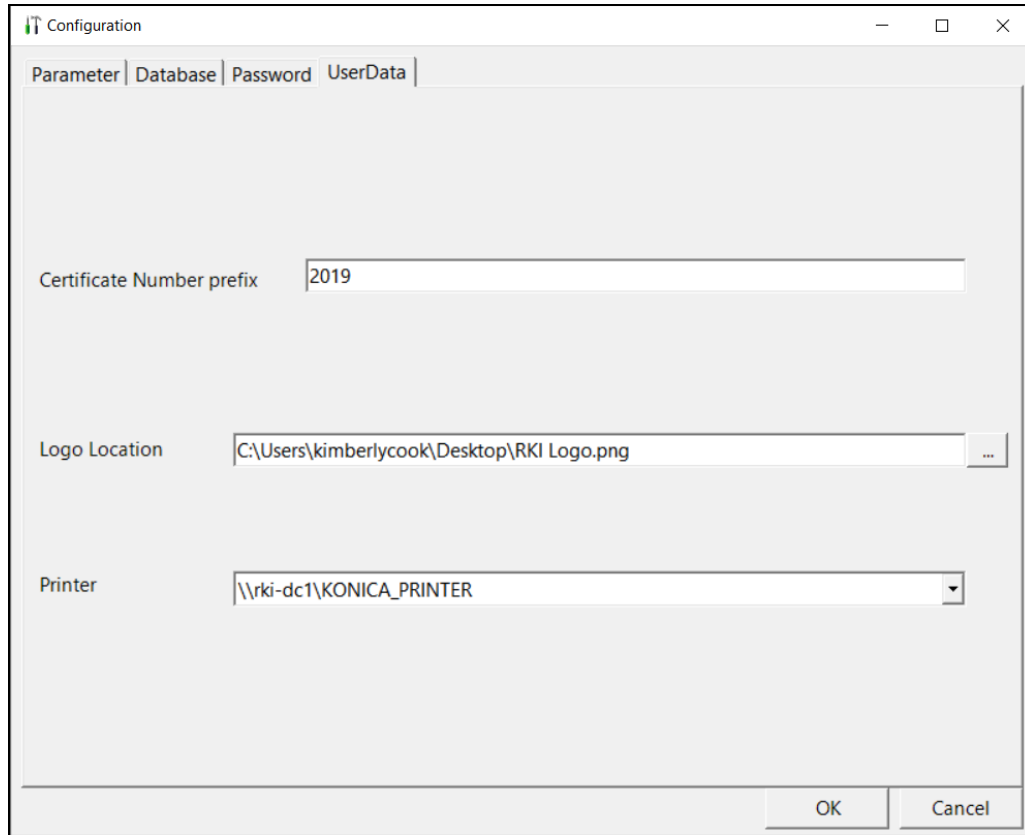 Configuration
Parameter Database Password UserData
Certificate Number prefix 2019
Logo Location C:\Users\kimberlycook\Desktop\RKI Logo.png ...
Printer \\rki-dc1\KONICA_PRINTER
OK Cancel